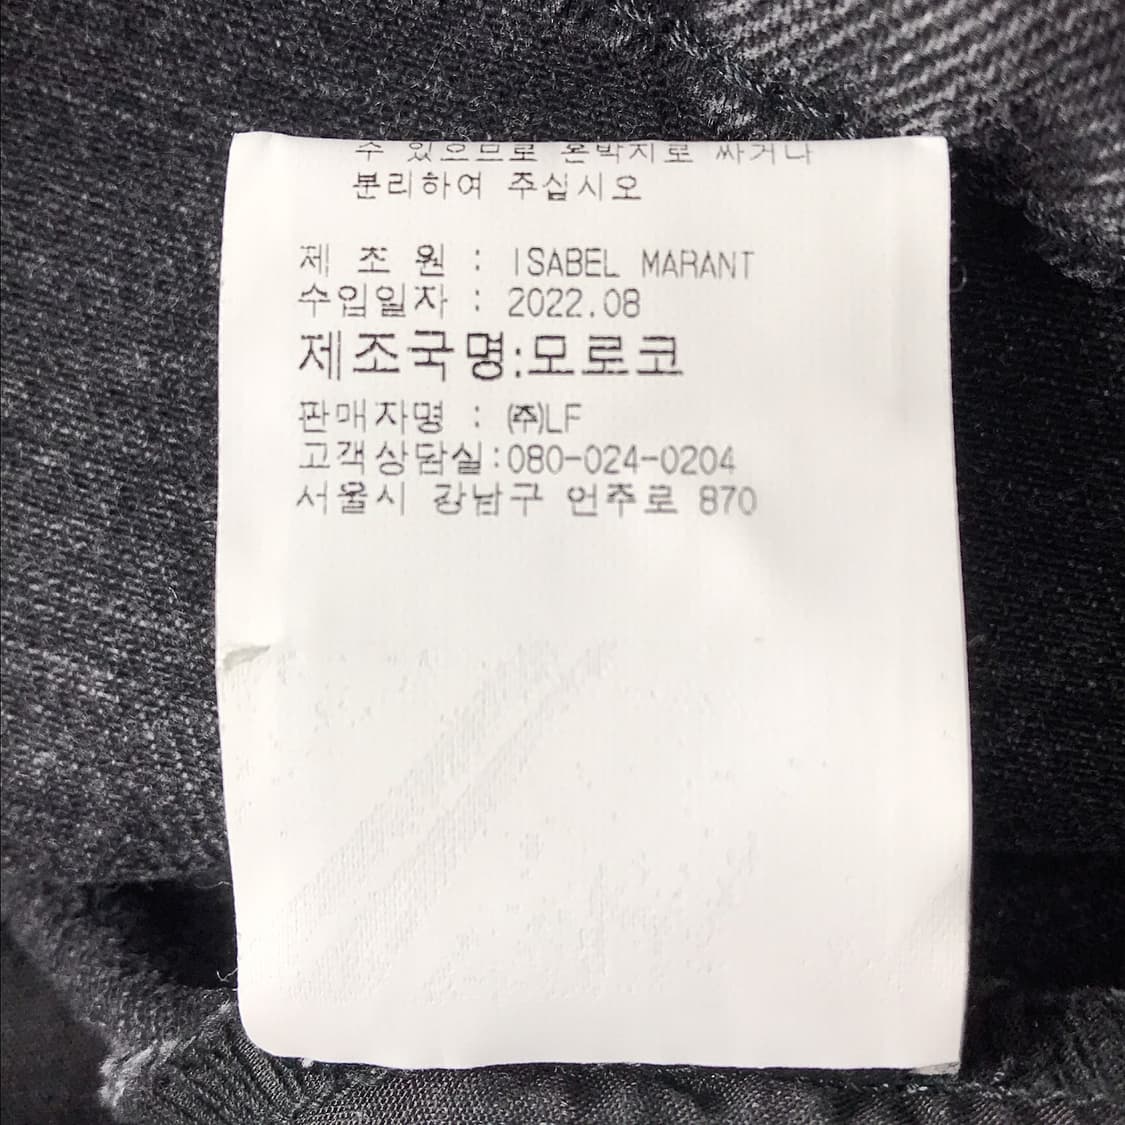 수 있으므로 은박지로 싸거나
분리하여 주십시오
제 조 원 : ISABEL MARANT
수입일자 : 2022.08
제조국명:모로코
판매자명 : ㈜LF
고객상담실:080-024-0204
서울시 강남구 언주로 870